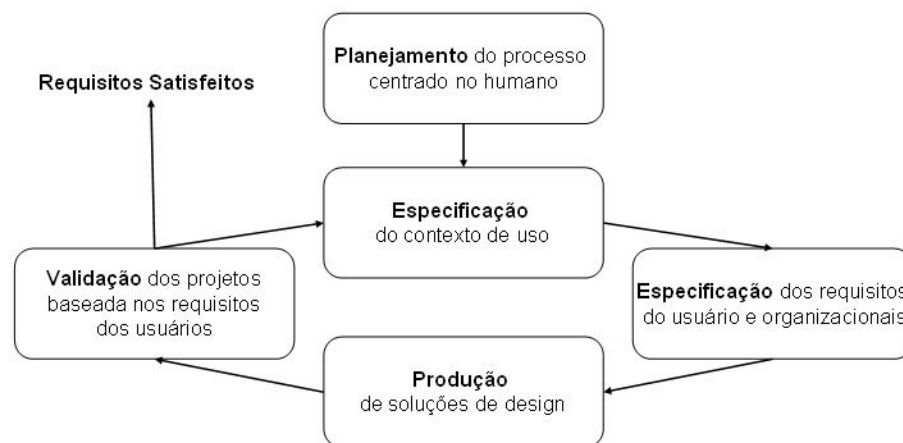 Planejamento do processo
centrado no humano
Requisitos Satisfeitos
Especificação
do contexto de uso
Validação dos projetos
baseada nos requisitos
dos usuários
Especificação dos requisitos
do usuário e organizacionais
Produção
de soluções de design